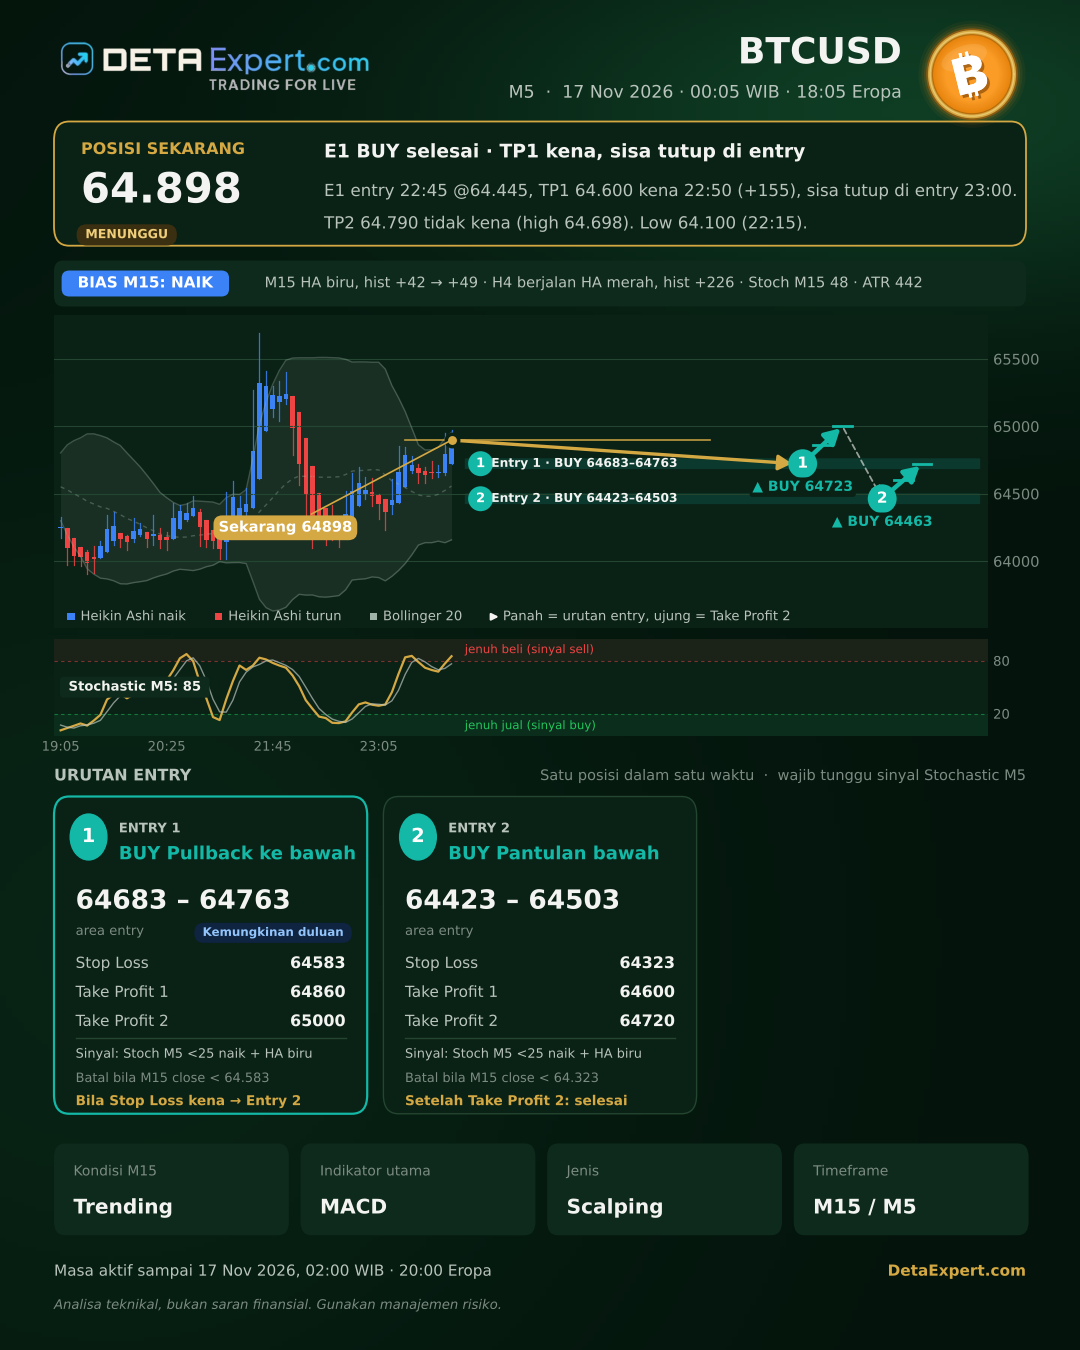 DETA Expert.com
TRADING FOR LIVE
BTCUSD
M5 · 17 Nov 2026 · 00:05 WIB · 18:05 Eropa
POSISI SEKARANG
64.898
MENUNGGU
E1 BUY selesai · TP1 kena, sisa tutup di entry
E1 entry 22:45 @64.445, TP1 64.600 kena 22:50 (+155), sisa tutup di entry 23:00.
TP2 64.790 tidak kena (high 64.698). Low 64.100 (22:15).
BIAS M15: NAIK
M15 HA biru, hist +42 → +49 · H4 berjalan HA merah, hist +226 · Stoch M15 48 · ATR 442
65500
65000
64500
64000
1 Entry 1 · BUY 64683–64763
2 Entry 2 · BUY 64423–64503
1
▲ BUY 64723
2
▲ BUY 64463
Sekarang 64898
Heikin Ashi naik
Heikin Ashi turun
Bollinger 20
Panah = urutan entry, ujung = Take Profit 2
jenuh beli (sinyal sell)
80
Stochastic M5: 85
20
jenuh jual (sinyal buy)
19:05 20:25 21:45 23:05
URUTAN ENTRY
Satu posisi dalam satu waktu · wajib tunggu sinyal Stochastic M5
1
ENTRY 1
BUY Pullback ke bawah
64683 – 64763
area entry
Kemungkinan duluan
Stop Loss 64583
Take Profit 1 64860
Take Profit 2 65000
Sinyal: Stoch M5 <25 naik + HA biru
Batal bila M15 close < 64.583
Bila Stop Loss kena → Entry 2
2
ENTRY 2
BUY Pantulan bawah
64423 – 64503
area entry
Stop Loss 64323
Take Profit 1 64600
Take Profit 2 64720
Sinyal: Stoch M5 <25 naik + HA biru
Batal bila M15 close < 64.323
Setelah Take Profit 2: selesai
Kondisi M15
Trending
Indikator utama
MACD
Jenis
Scalping
Timeframe
M15 / M5
Masa aktif sampai 17 Nov 2026, 02:00 WIB · 20:00 Eropa
DetaExpert.com
Analisa teknikal, bukan saran finansial. Gunakan manajemen risiko.